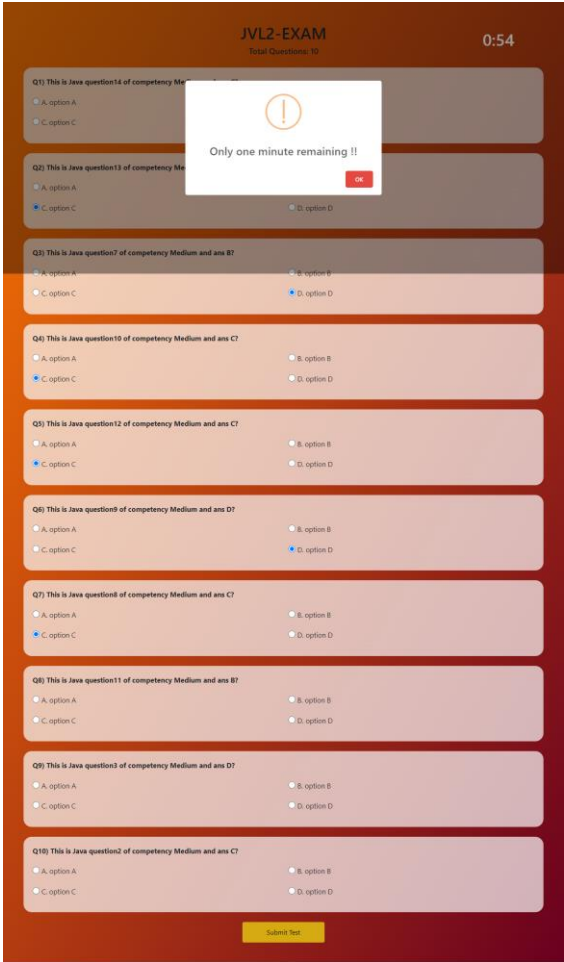 JVL2-EXAM
0:54
Total Questions: 10
Q1) This is Java question14 of competency
A. option A
C. option C
Only one minute remaining !!
OK
Q2) This is Java question13 of competency
A. option A
C. option C D. option D
Q3) This is Java question7 of competency Medium and ans B?
A. option A B. option B
C. option C D. option D
Q4) This is Java question10 of competency Medium and ans C?
A. option A B. option B
C. option C D. option D
Q5) This is Java question12 of competency Medium and ans C?
A. option A B. option B
C. option C D. option D
Q6) This is Java question9 of competency Medium and ans D?
A. option A B. option B
C. option C D. option D
Q7) This is Java question8 of competency Medium and ans C?
A. option A B. option B
C. option C D. option D
Q8) This is Java question11 of competency Medium and ans B?
A. option A B. option B
C. option C D. option D
Q9) This is Java question3 of competency Medium and ans D?
A. option A B. option B
C. option C D. option D
Q10) This is Java question2 of competency Medium and ans C?
A. option A B. option B
C. option C D. option D
Submit Test